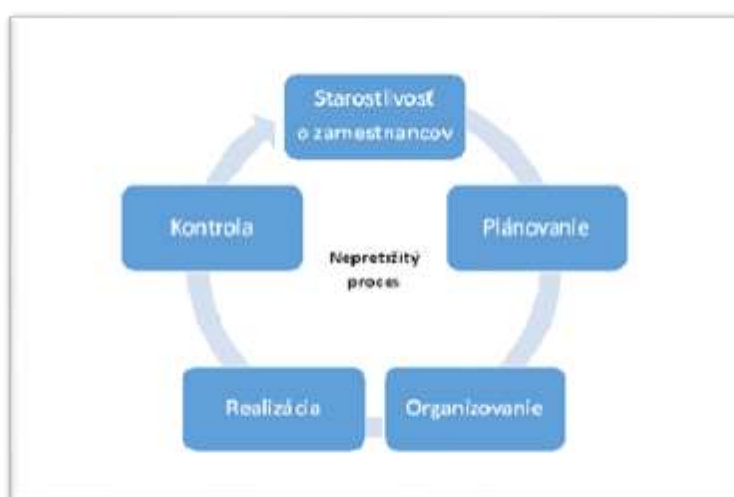 Starostlivosť
o zamestnancov
Plánovanie
Organizovanie
Realizácia
Kontrola
Nepretržitý
proces